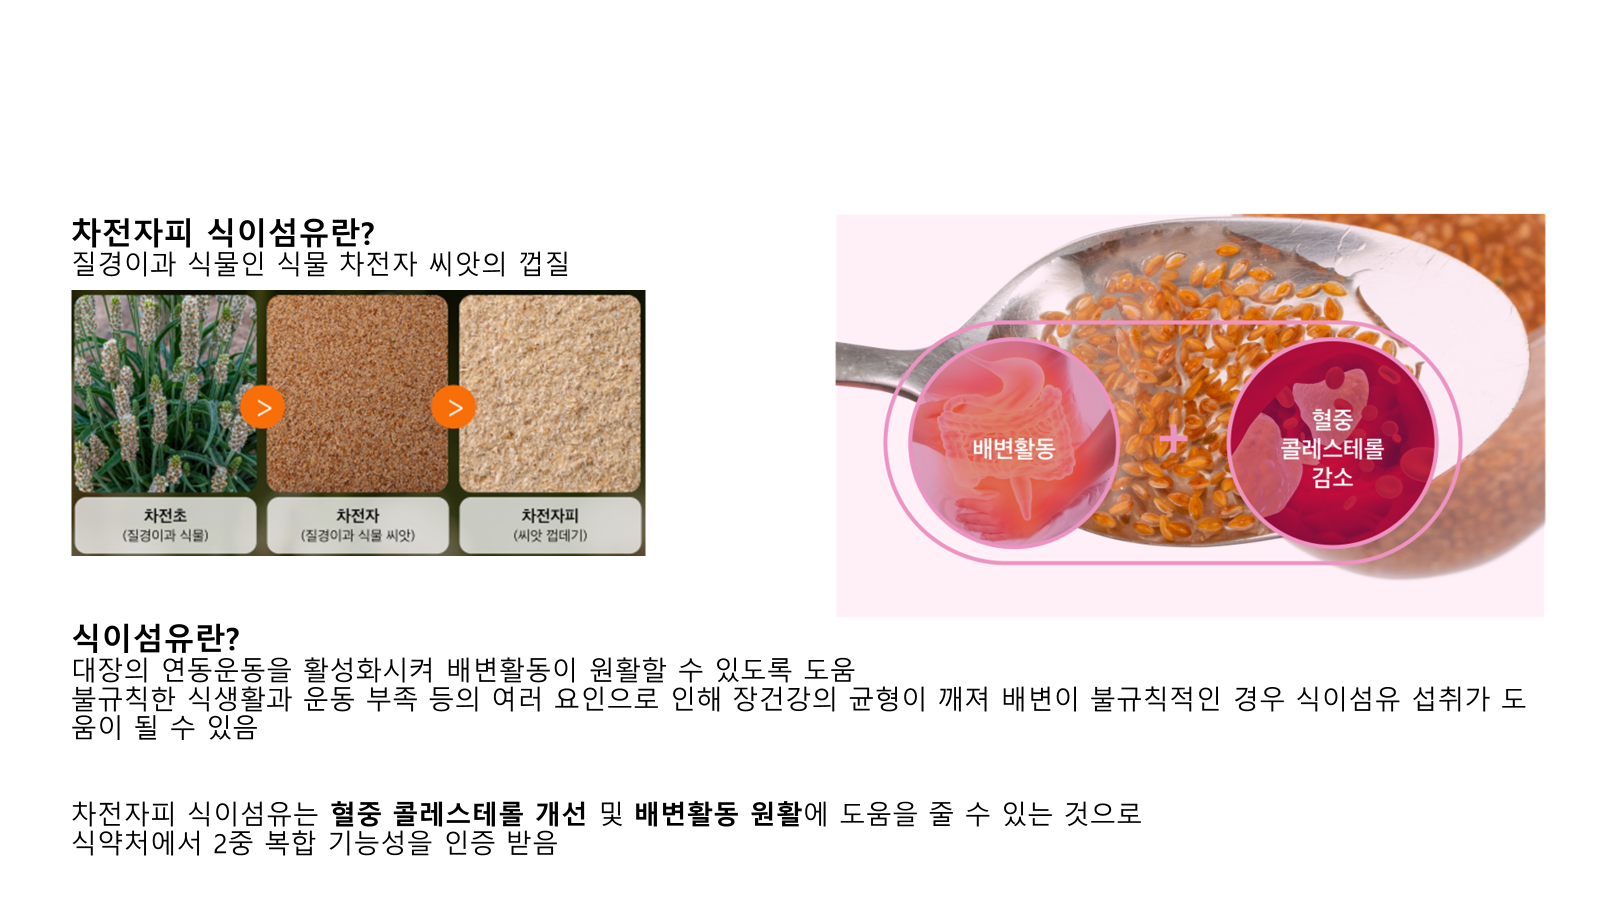 차전자피 식이섬유란?
질경이과 식물인 식물 차전자 씨앗의 껍질
>
>
차전초
(질경이과 식물)
차전자
(질경이과 식물 씨앗)
차전자피
(씨앗 껍데기)
배변활동
+
혈중
콜레스테롤
감소
식이섬유란?
대장의 연동운동을 활성화시켜 배변활동이 원활할 수 있도록 도움
불규칙한 식생활과 운동 부족 등의 여러 요인으로 인해 장건강의 균형이 깨져 배변이 불규칙적인 경우 식이섬유 섭취가 도
움이 될 수 있음
차전자피 식이섬유는 혈중 콜레스테롤 개선 및 배변활동 원활에 도움을 줄 수 있는 것으로
식약처에서 2중 복합 기능성을 인증 받음